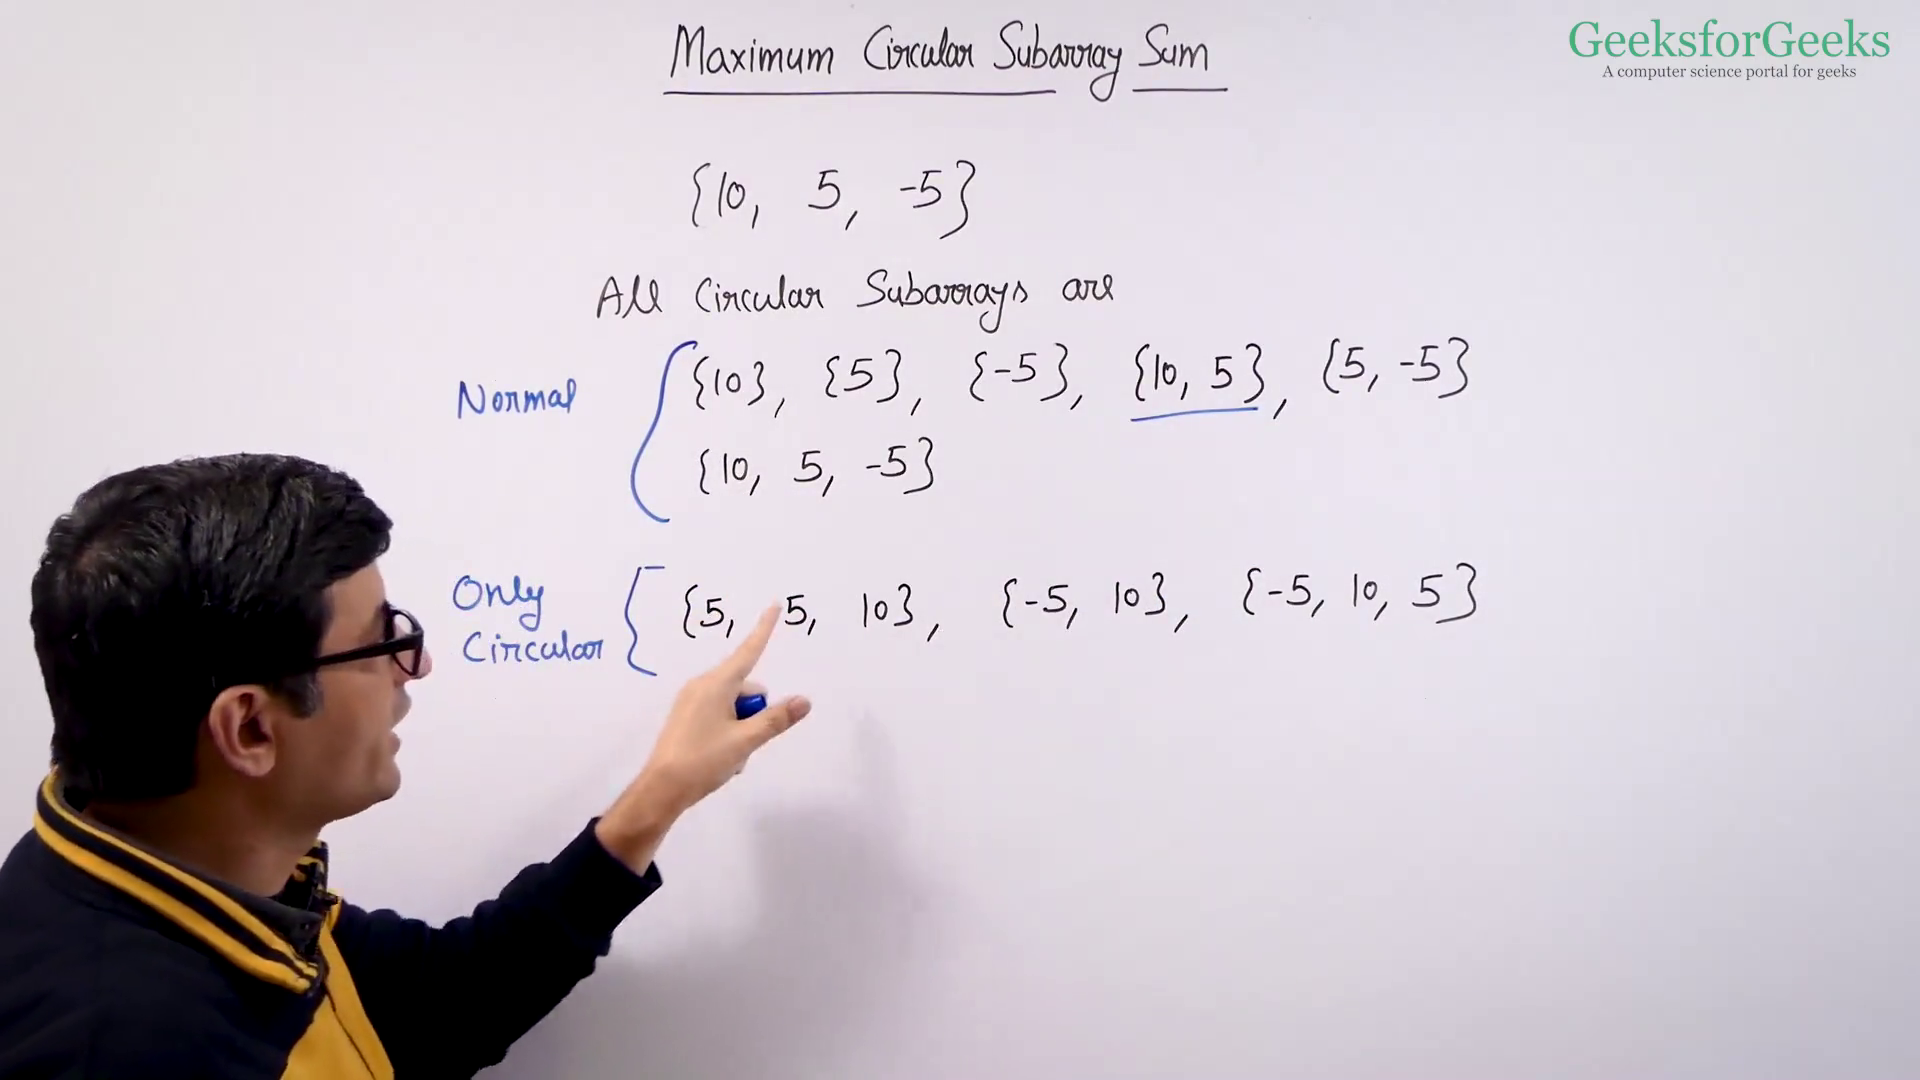 GeeksforGeeks
A computer science portal for geeks
Maximum Circular Subarray Sum
{10, 5, -5}
All Circular Subarrays are
Normal {10}, {5}, {-5}, {10, 5}, {5, -5}
{10, 5, -5}
Only Circular {5, 5, 10}, {-5, 10}, {-5, 10, 5}